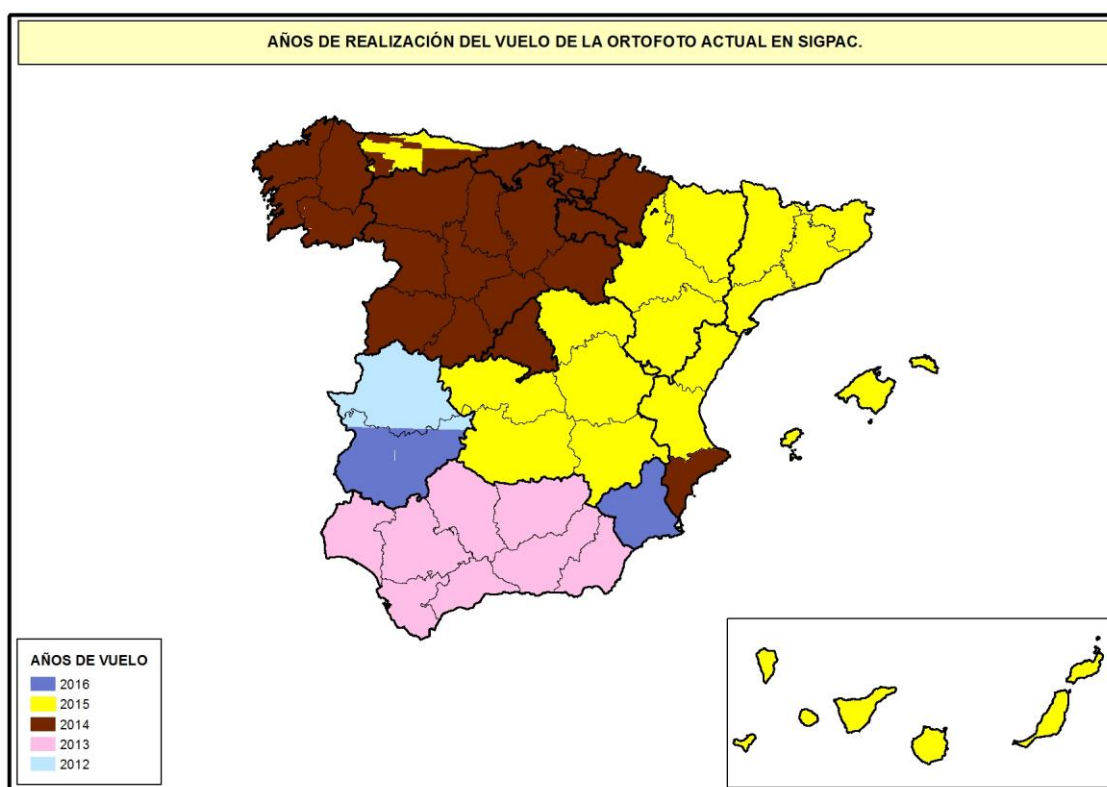 AÑOS DE REALIZACIÓN DEL VUELO DE LA ORTOFOTO ACTUAL EN SIGPAC.
AÑOS DE VUELO
2016
2015
2014
2013
2012